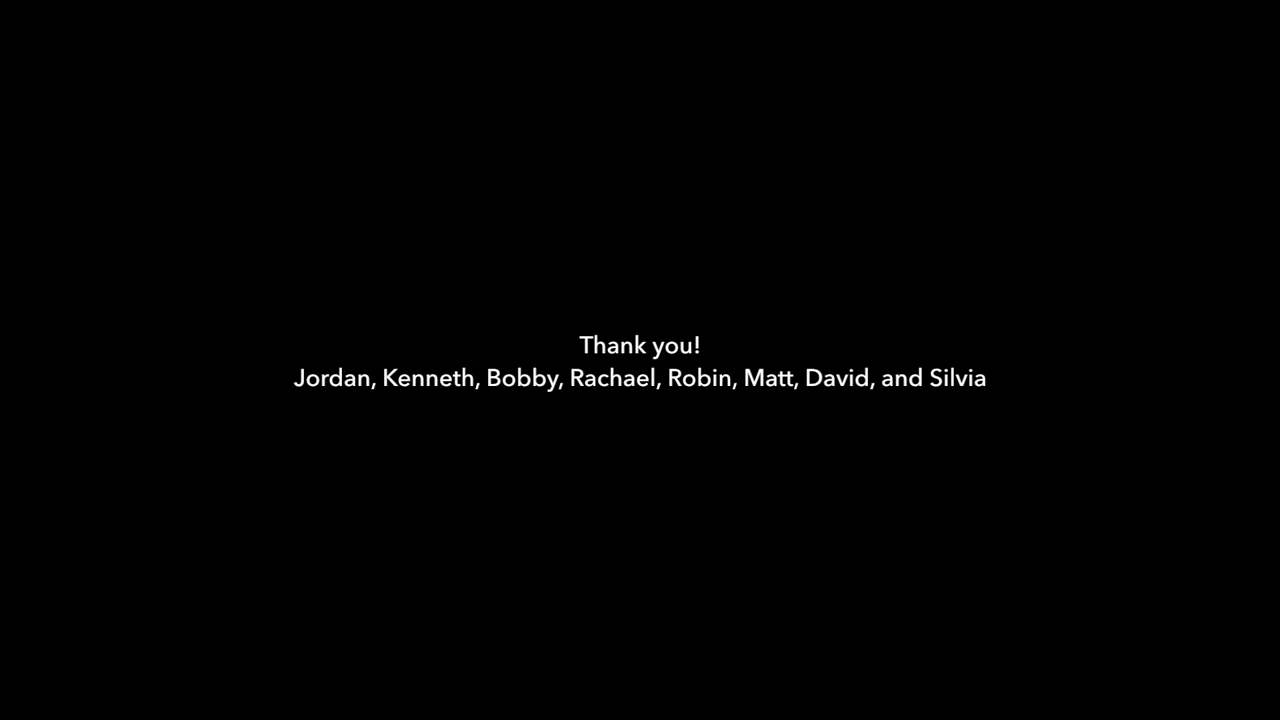 Thank you!
Jordan, Kenneth, Bobby, Rachael, Robin, Matt, David, and Silvia